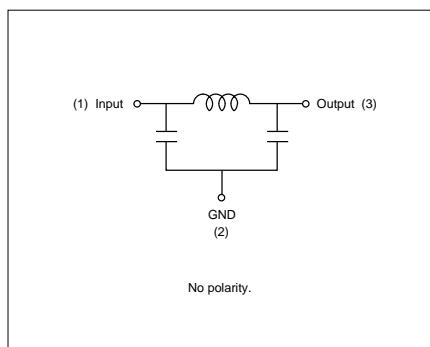 (1) Input Output (3)
GND
(2)
No polarity.